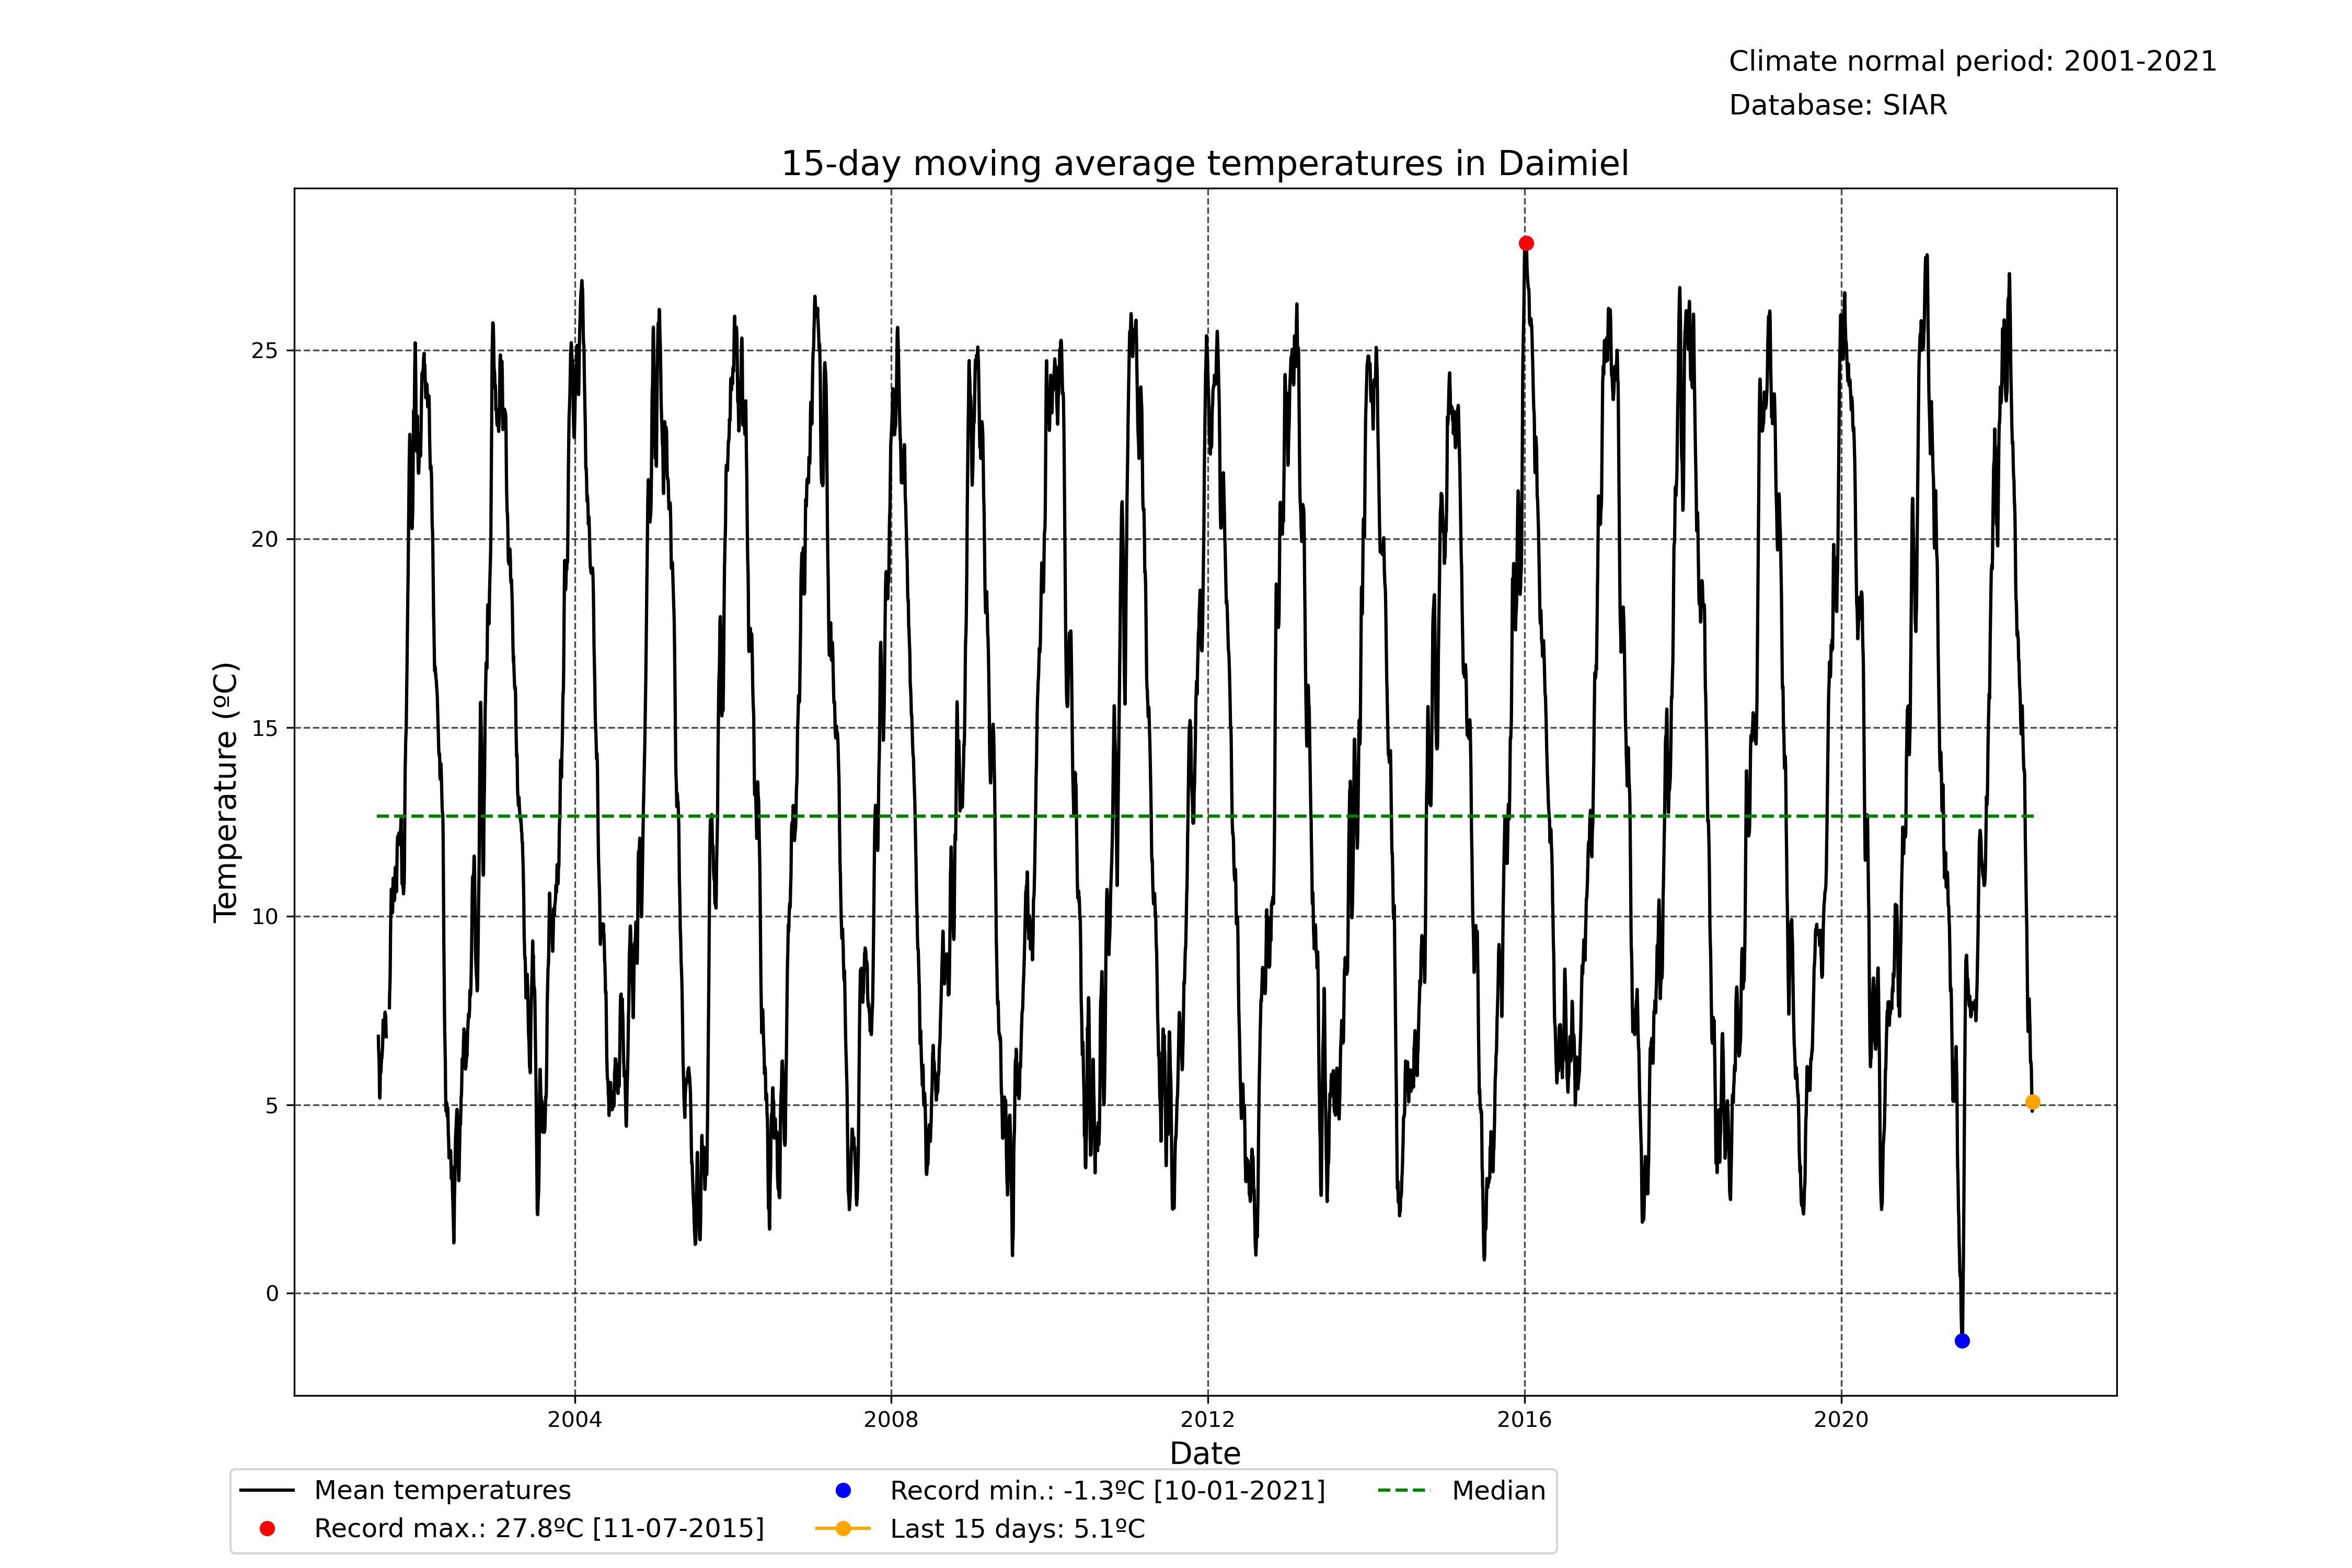 Climate normal period: 2001-2021
Database: SIAR
15-day moving average temperatures in Daimiel
Temperature (ºC)
25
20
15
10
5
0
2004 2008 2012 2016 2020
Date
Mean temperatures
Record max.: 27.8ºC [11-07-2015]
Record min.: -1.3ºC [10-01-2021]
Last 15 days: 5.1ºC
Median